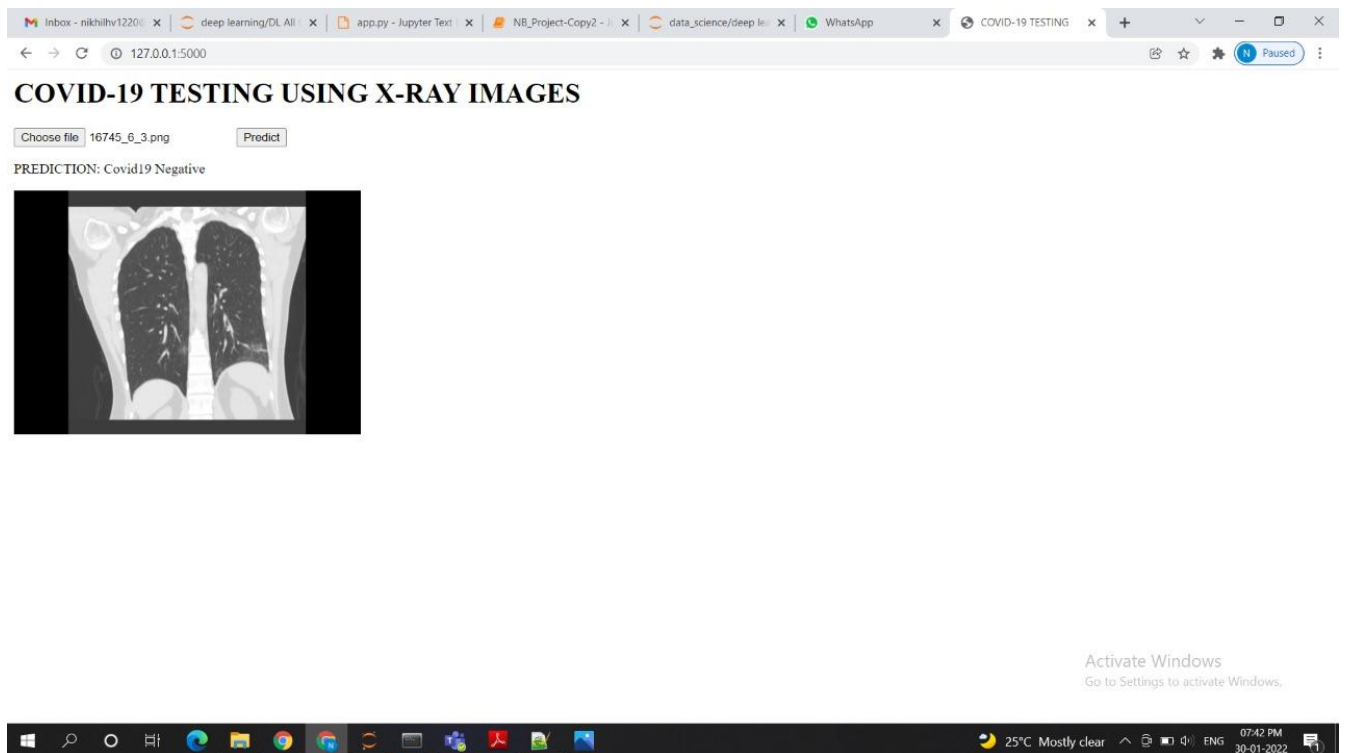 Inbox - nikhilhv1220
deep learning/DL All
app.py - Jupyter Text
NB_Project-Copy2 - J
data_science/deep le
WhatsApp
COVID-19 TESTING
127.0.0.1:5000
Paused
COVID-19 TESTING USING X-RAY IMAGES
Choose file 16745_6_3.png Predict
PREDICTION: Covid19 Negative
Activate Windows
Go to Settings to activate Windows.
25°C Mostly clear ENG 07:42 PM
30-01-2022